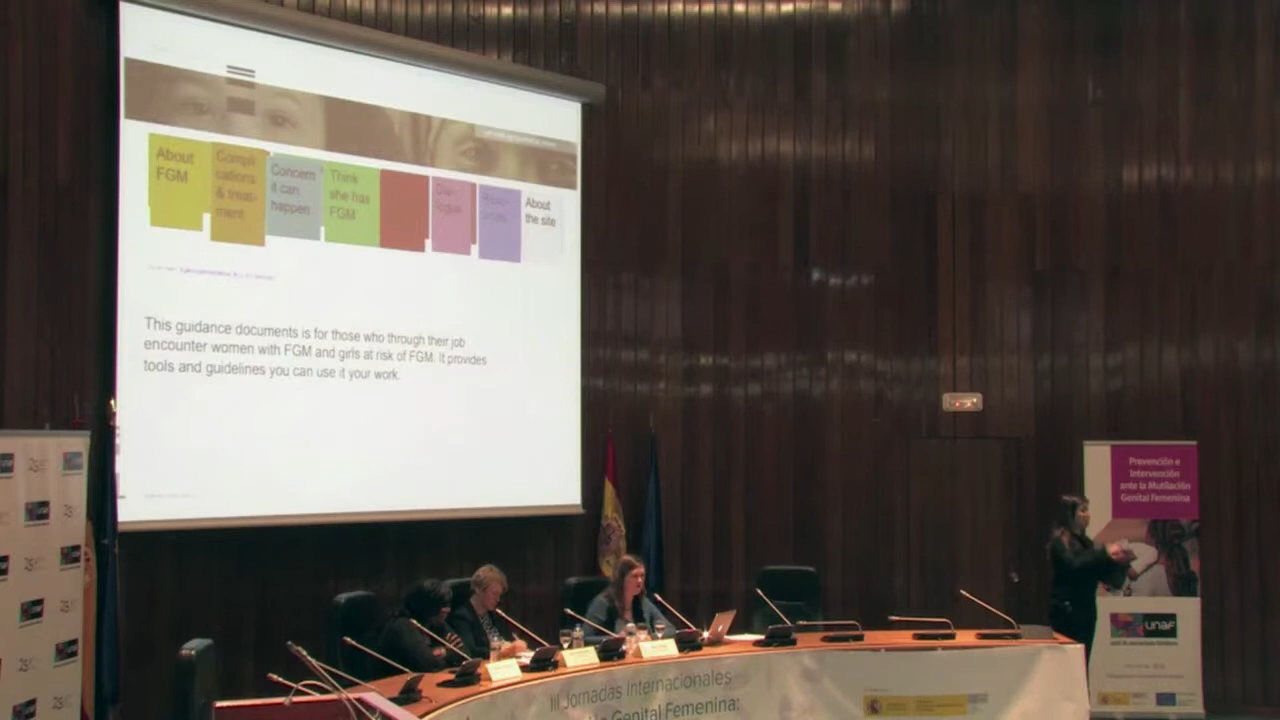 About
FGM
Compli
cations
& treat-
ment
Concern
it can
happen
Think
she has
FGM
Dia-
logue
About
the site
This guidance documents is for those who through their job
encounter women with FGM and girls at risk of FGM. It provides
tools and guidelines you can use it your work.
Prevención e
Intervención
ante la Mutilación
Genital Femenina
UNAF
III Jornadas Internacionales
Genital Femenina: